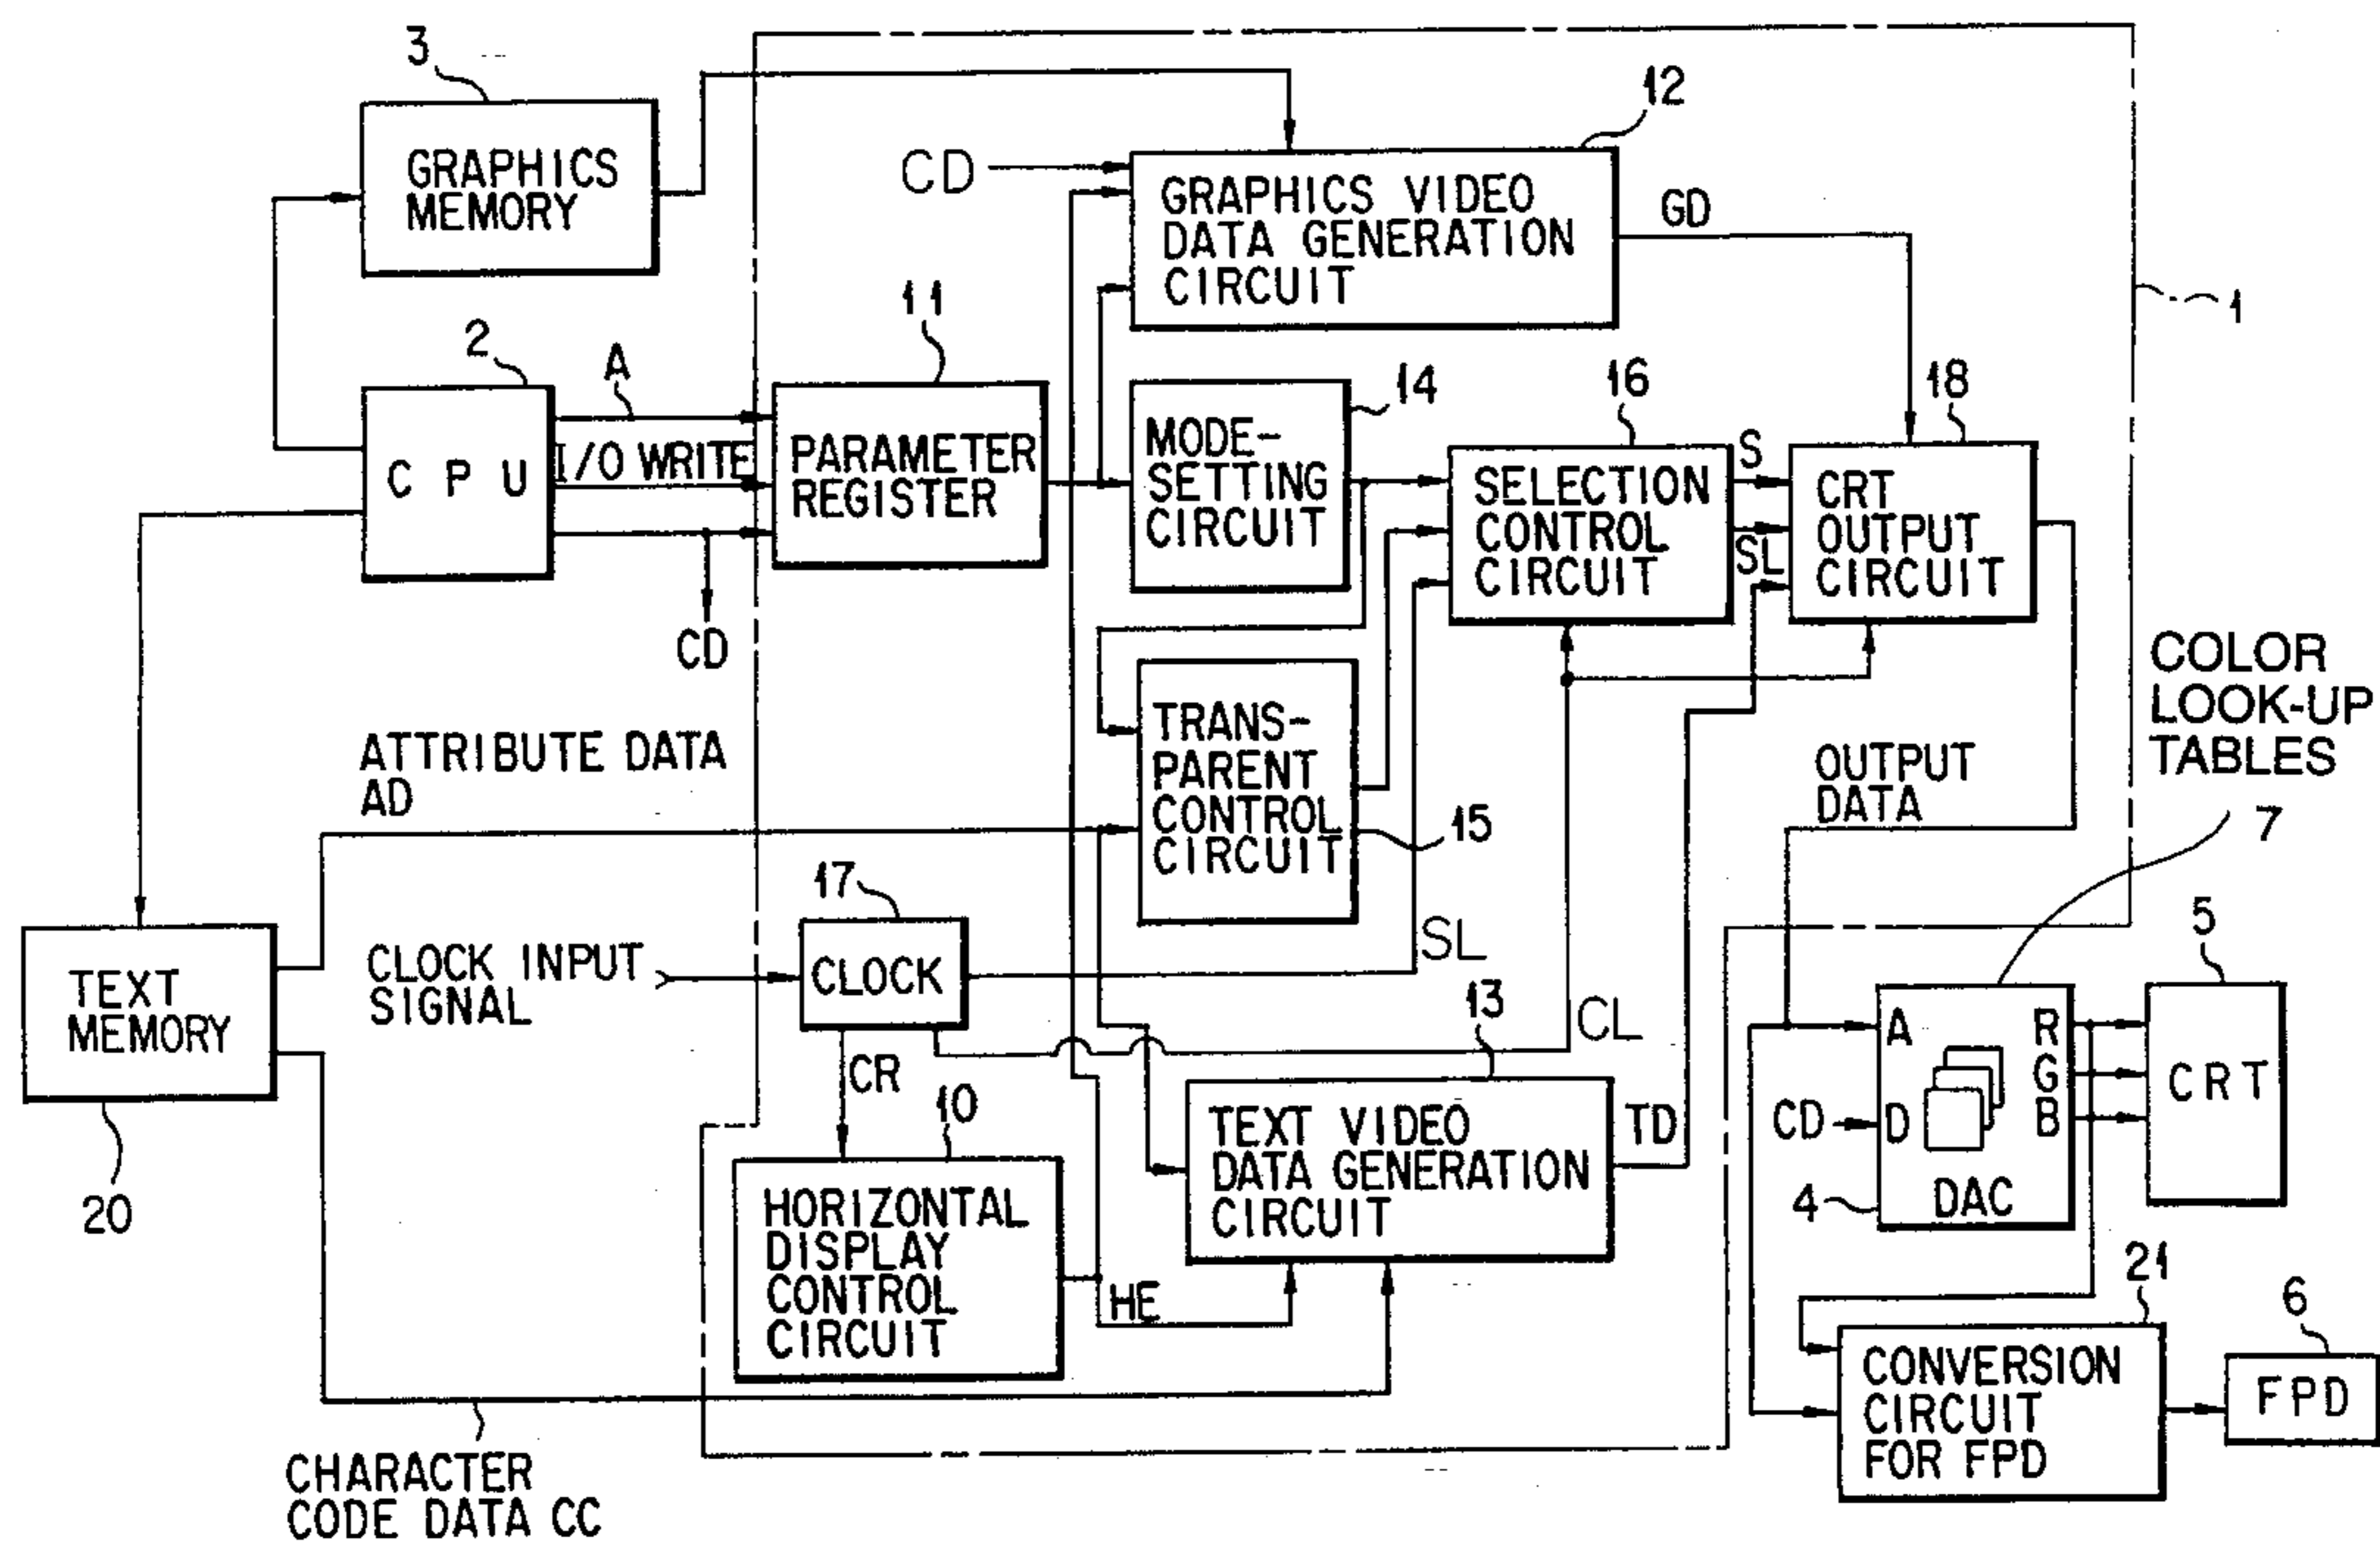 3
GRAPHICS
MEMORY
12
CD
GRAPHICS VIDEO
DATA GENERATION
CIRCUIT
GD
1
2
A
I/O WRITE
C P U
CD
11
PARAMETER
REGISTER
14
MODE-
SETTING
CIRCUIT
16
SELECTION
CONTROL
CIRCUIT
S
SL
18
CRT
OUTPUT
CIRCUIT
COLOR
LOOK-UP
TABLES
7
ATTRIBUTE DATA
AD
TRANS-
PARENT
CONTROL
CIRCUIT
15
OUTPUT
DATA
17
CLOCK INPUT
SIGNAL
CLOCK
SL
CL
TEXT
MEMORY
20
CR
10
HORIZONTAL
DISPLAY
CONTROL
CIRCUIT
HE
13
TEXT VIDEO
DATA GENERATION
CIRCUIT
TD
A
R
G
CD
D
B
DAC
4
5
CRT
21
CONVERSION
CIRCUIT
FOR FPD
6
FPD
CHARACTER
CODE DATA CC